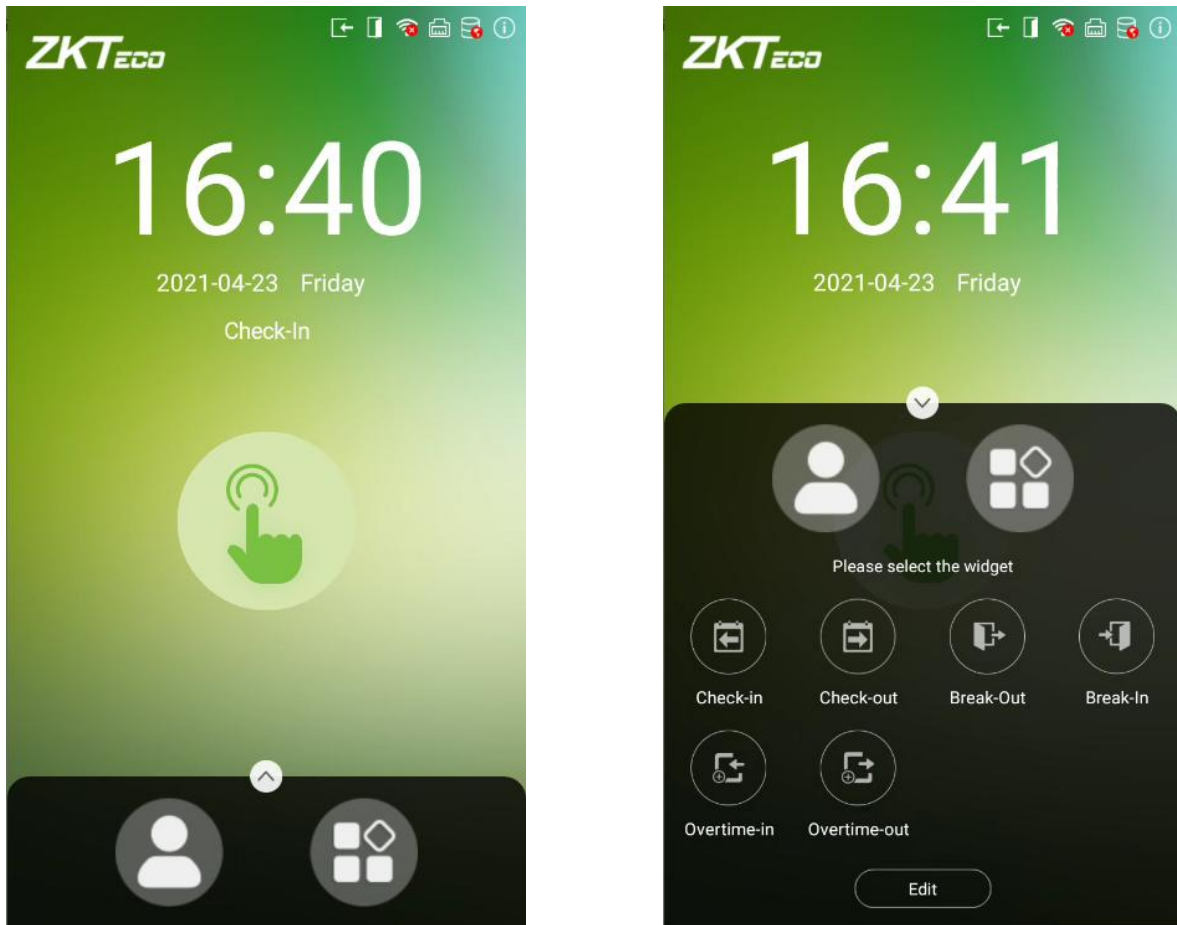 ZKTECO
16:40
2021-04-23 Friday
Check-In
ZKTECO
16:41
2021-04-23 Friday
Please select the widget
Check-in Check-out Break-Out Break-In
Overtime-in Overtime-out
Edit